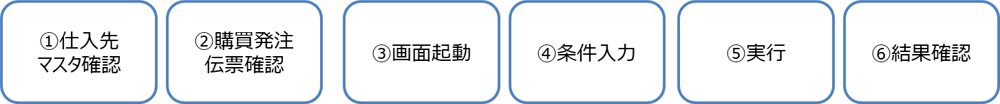 ①仕入先
マスタ確認
②購買発注
伝票確認
③画面起動
④条件入力
⑤実行
⑥結果確認